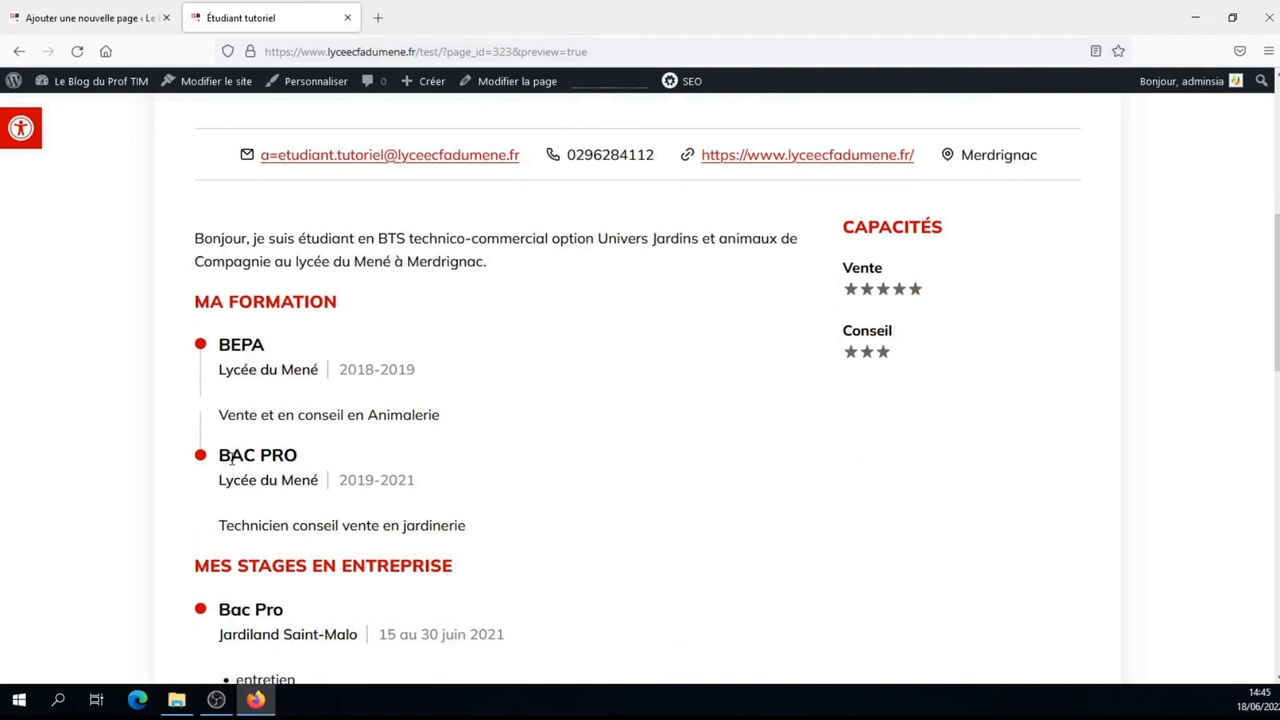 Ajouter une nouvelle page ‹ Le
Étudiant tutoriel
https://www.lyceecfadumene.fr/test/?page_id=323&preview=true
Le Blog du Prof TIM
Modifier le site
Personnaliser
0
Créer
Modifier la page
SEO
Bonjour, adminsia
a=etudiant.tutoriel@lyceecfadumene.fr
0296284112
https://www.lyceecfadumene.fr/
Merdrignac
Bonjour, je suis étudiant en BTS technico-commercial option Univers Jardins et animaux de
Compagnie au lycée du Mené à Merdrignac.
MA FORMATION
BEPA
Lycée du Mené | 2018-2019
Vente et en conseil en Animalerie
BAC PRO
Lycée du Mené | 2019-2021
Technicien conseil vente en jardinerie
MES STAGES EN ENTREPRISE
Bac Pro
Jardiland Saint-Malo | 15 au 30 juin 2021
• entretien
CAPACITÉS
Vente
★★★★★
Conseil
★★★
14:45
18/06/202